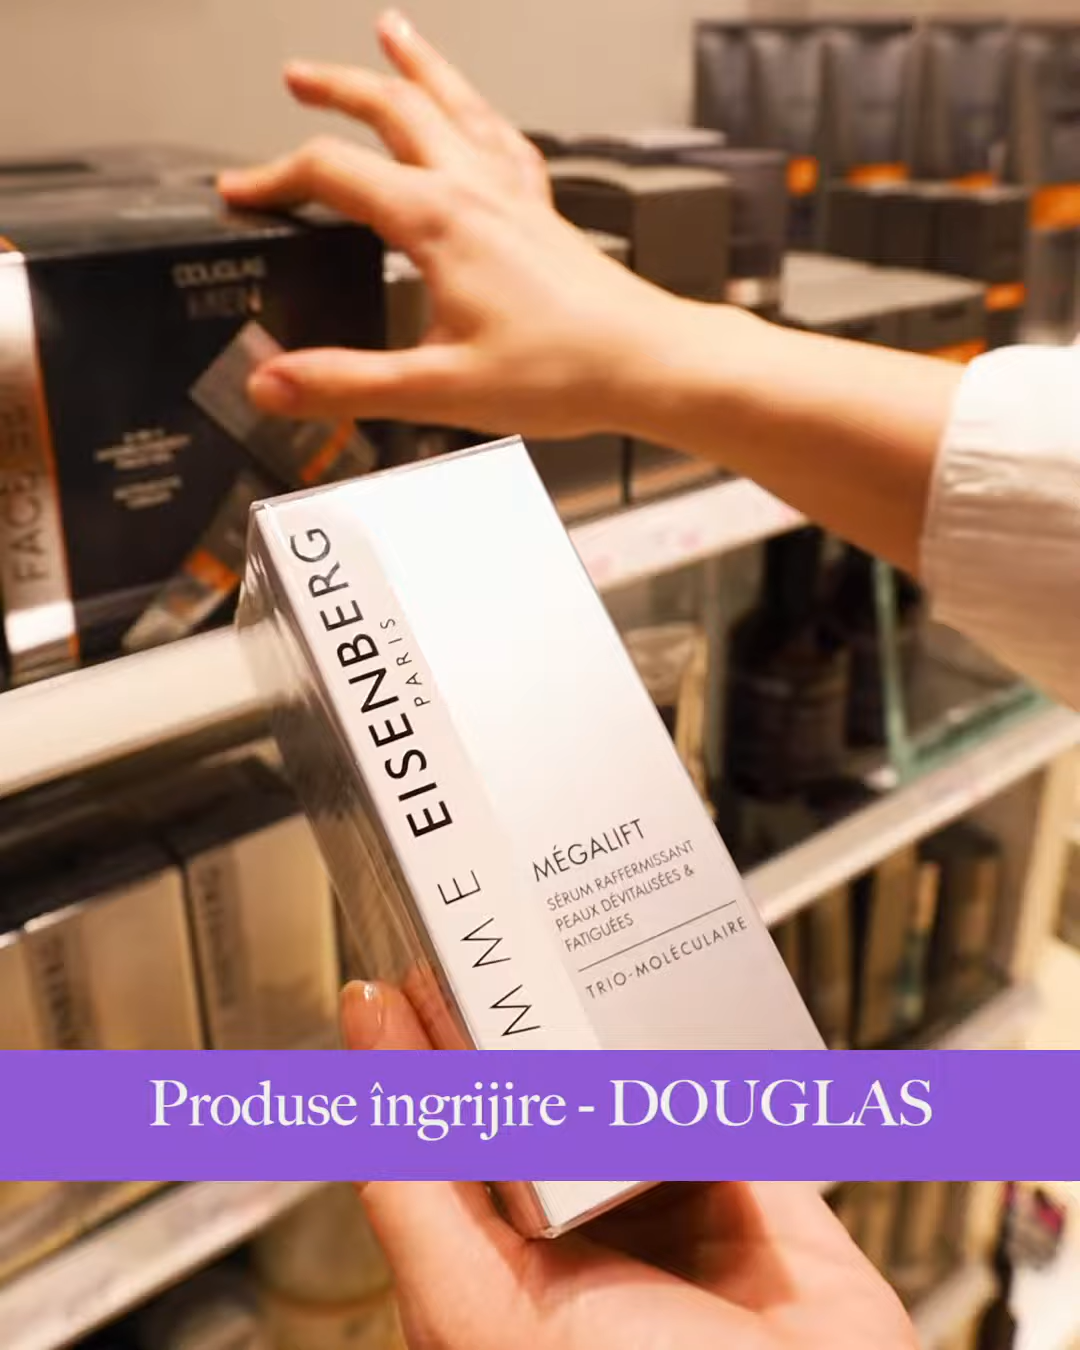 DOUGLAS
MEN
FACE
EISENBERG
PARIS
MME
MÉGALIFT
SÉRUM RAFFERMISSANT
PEAUX DÉVITALISÉES &
FATIGUÉES
TRIO-MOLÉCULAIRE
Produse îngrijire - DOUGLAS